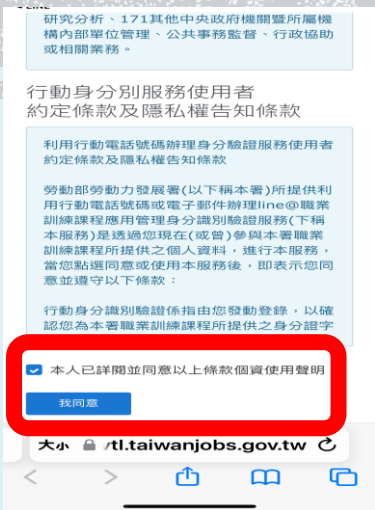 研究分析、171其他中央政府機關暨所屬機
構內部單位管理、公共事務監督、行政協助
或相關業務。
行動身分別服務使用者
約定條款及隱私權告知條款
利用行動電話號碼辦理身分驗證服務使用者
約定條款及隱私權告知條款
勞動部勞動力發展署(以下稱本署)所提供利
用行動電話號碼或電子郵件辦理line@職業
訓練課程應用管理身分識別驗證服務(下稱
本服務)是透過您現在(或曾)參與本署職業
訓練課程所提供之個人資料，進行本服務，
當您點選同意或使用本服務後，即表示您同
意並遵守以下條款：
行動身分識別驗證係指由您發動登錄，以確
認您為本署職業訓練課程所提供之身分證字
本人已詳閱並同意以上條款個資使用聲明
我同意
大小 /tl.taiwanjobs.gov.tw